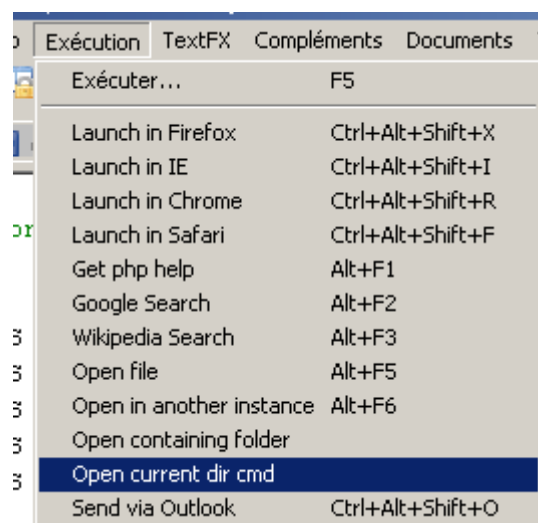 Exécution TextFX Compléments Documents
Exécuter... F5
Launch in Firefox Ctrl+Alt+Shift+X
Launch in IE Ctrl+Alt+Shift+I
Launch in Chrome Ctrl+Alt+Shift+R
Launch in Safari Ctrl+Alt+Shift+F
Get php help Alt+F1
Google Search Alt+F2
Wikipedia Search Alt+F3
Open file Alt+F5
Open in another instance Alt+F6
Open containing folder
Open current dir cmd
Send via Outlook Ctrl+Alt+Shift+O